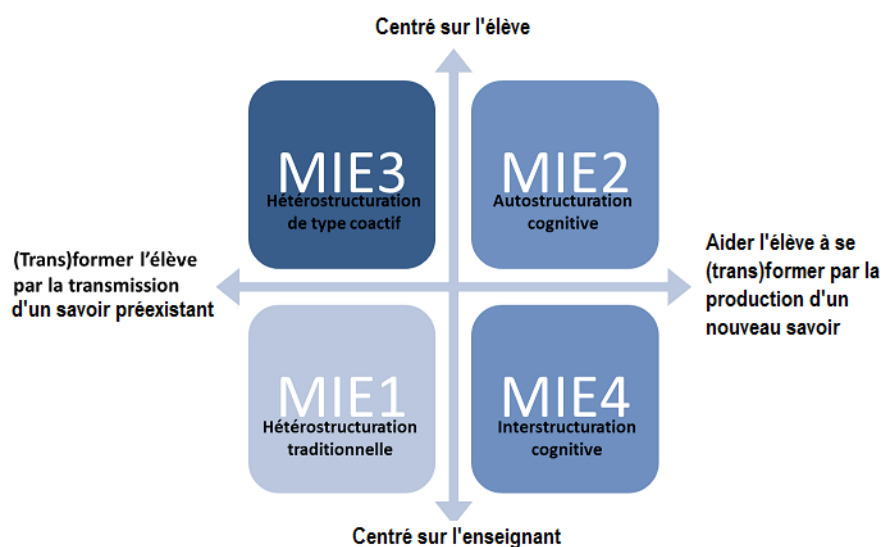 Centré sur l'élève
MIE3
Hétérostructuration
de type coactif
MIE2
Autostructuration
cognitive
(Trans)former l'élève
par la transmission
d'un savoir préexistant
Aider l'élève à se
(trans)former par la
production d'un
nouveau savoir
MIE1
Hétérostructuration
traditionnelle
MIE4
Interstructuration
cognitive
Centré sur l'enseignant